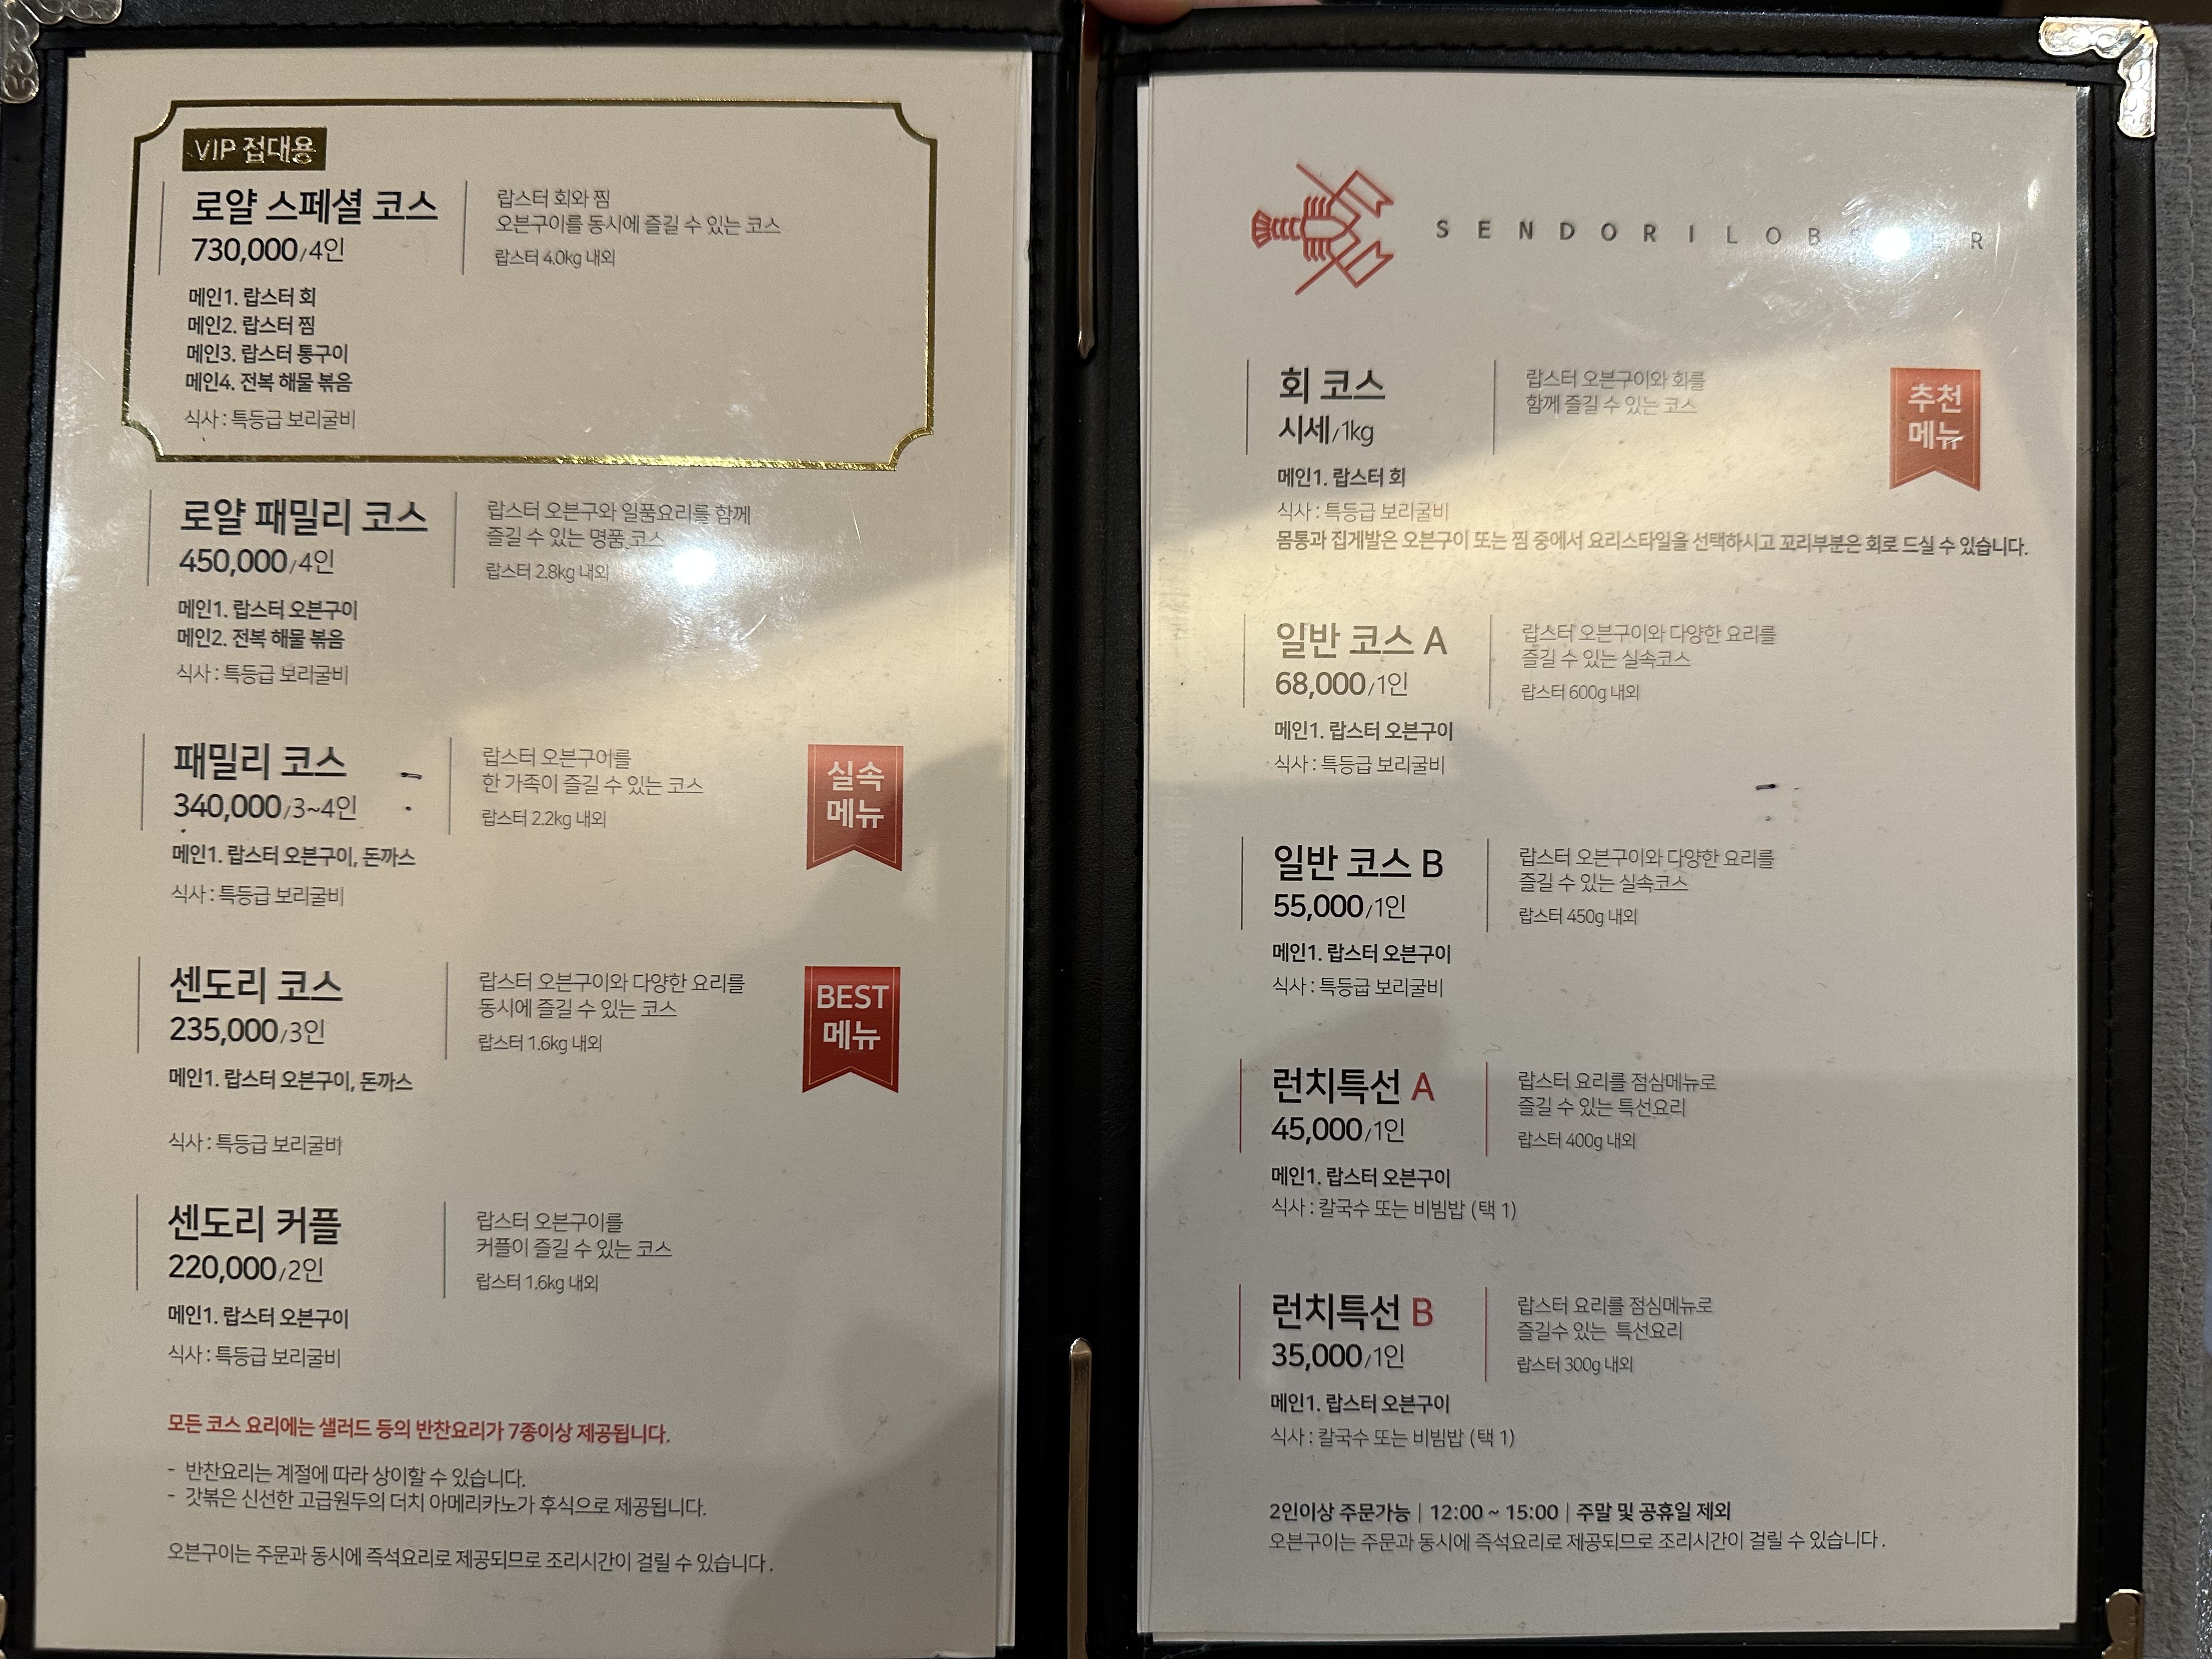 VIP 접대용
로얄 스페셜 코스
730,000/4인
랍스터 회와 찜
오븐구이를 동시에 즐길 수 있는 코스
랍스터 4.0kg 내외
메인1. 랍스터 회
메인2. 랍스터 찜
메인3. 랍스터 통구이
메인4. 전복 해물 볶음
식사 : 특등급 보리굴비
로얄 패밀리 코스
450,000/4인
랍스터 오븐구와 일품요리를 함께
즐길 수 있는 명품 코스
랍스터 2.8kg 내외
메인1. 랍스터 오븐구이
메인2. 전복 해물 볶음
식사 : 특등급 보리굴비
패밀리 코스
340,000/3~4인
랍스터 오븐구이를
한 가족이 즐길 수 있는 코스
랍스터 2.2kg 내외
실속
메뉴
메인1. 랍스터 오븐구이, 돈까스
식사 : 특등급 보리굴비
센도리 코스
235,000/3인
랍스터 오븐구이와 다양한 요리를
동시에 즐길 수 있는 코스
랍스터 1.6kg 내외
BEST
메뉴
메인1. 랍스터 오븐구이, 돈까스
식사 : 특등급 보리굴비
센도리 커플
220,000/2인
랍스터 오븐구이를
커플이 즐길 수 있는 코스
랍스터 1.6kg 내외
메인1. 랍스터 오븐구이
식사 : 특등급 보리굴비
모든 코스 요리에는 샐러드 등의 반찬요리가 7종이상 제공됩니다.
- 반찬요리는 계절에 따라 상이할 수 있습니다.
- 갓볶은 신선한 고급원두의 더치 아메리카노가 후식으로 제공됩니다.
오븐구이는 주문과 동시에 즉석요리로 제공되므로 조리시간이 걸릴 수 있습니다.
SENDORI
회 코스
시세/1kg
랍스터 오븐구이와 회를
함께 즐길 수 있는 코스
추천
메뉴
메인1. 랍스터 회
식사 : 특등급 보리굴비
몸통과 집게발은 오븐구이 또는 찜 중에서 요리스타일을 선택하시고 꼬리부분은 회로 드실 수 있습니다.
일반 코스 A
68,000/1인
랍스터 오븐구이와 다양한 요리를
즐길 수 있는 실속코스
랍스터 600g 내외
메인1. 랍스터 오븐구이
식사 : 특등급 보리굴비
일반 코스 B
55,000/1인
랍스터 오븐구이와 다양한 요리를
즐길 수 있는 실속코스
랍스터 450g 내외
메인1. 랍스터 오븐구이
식사 : 특등급 보리굴비
런치특선 A
45,000/1인
랍스터 요리를 점심메뉴로
즐길 수 있는 특선요리
랍스터 400g 내외
메인1. 랍스터 오븐구이
식사 : 칼국수 또는 비빔밥 (택 1)
런치특선 B
35,000/1인
랍스터 요리를 점심메뉴로
즐길수 있는 특선요리
랍스터 300g 내외
메인1. 랍스터 오븐구이
식사 : 칼국수 또는 비빔밥 (택 1)
2인이상 주문가능 | 12:00 ~ 15:00 | 주말 및 공휴일 제외
오븐구이는 주문과 동시에 즉석요리로 제공되므로 조리시간이 걸릴 수 있습니다.